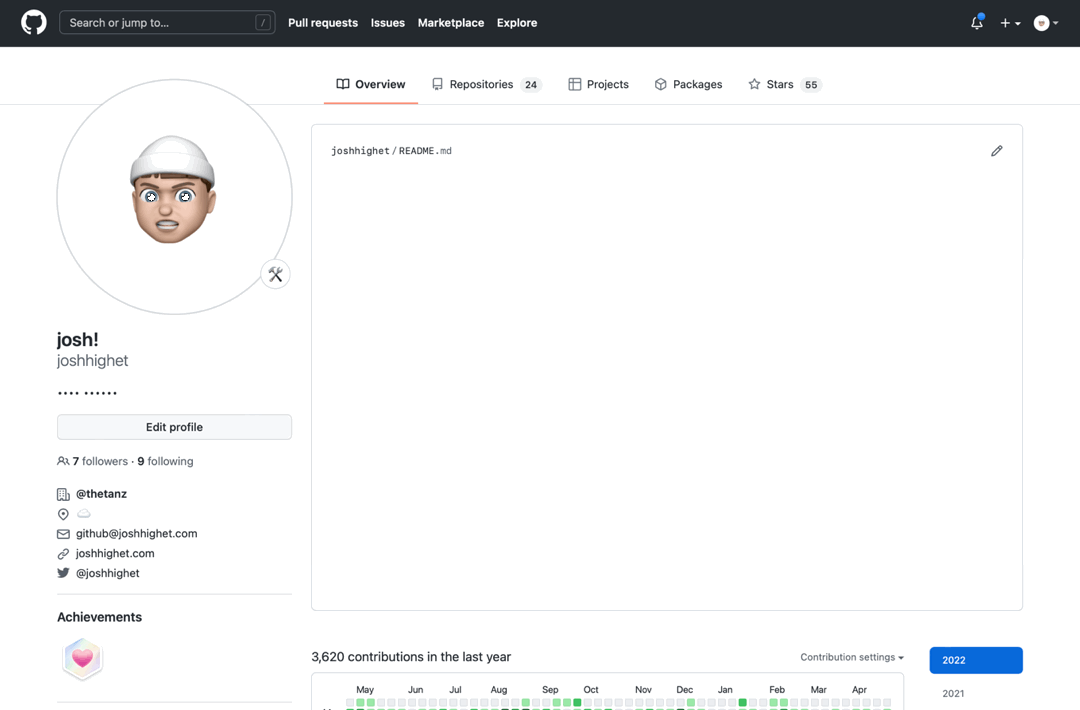 Search or jump to... / Pull requests Issues Marketplace Explore
Overview Repositories 24 Projects Packages Stars 55
joshhighet/README.md
josh!
joshhighet
.... ......
Edit profile
7 followers · 9 following
@thetanz
github@joshhighet.com
joshhighet.com
@joshhighet
Achievements
3,620 contributions in the last year
Contribution settings
2022
2021
May Jun Jul Aug Sep Oct Nov Dec Jan Feb Mar Apr